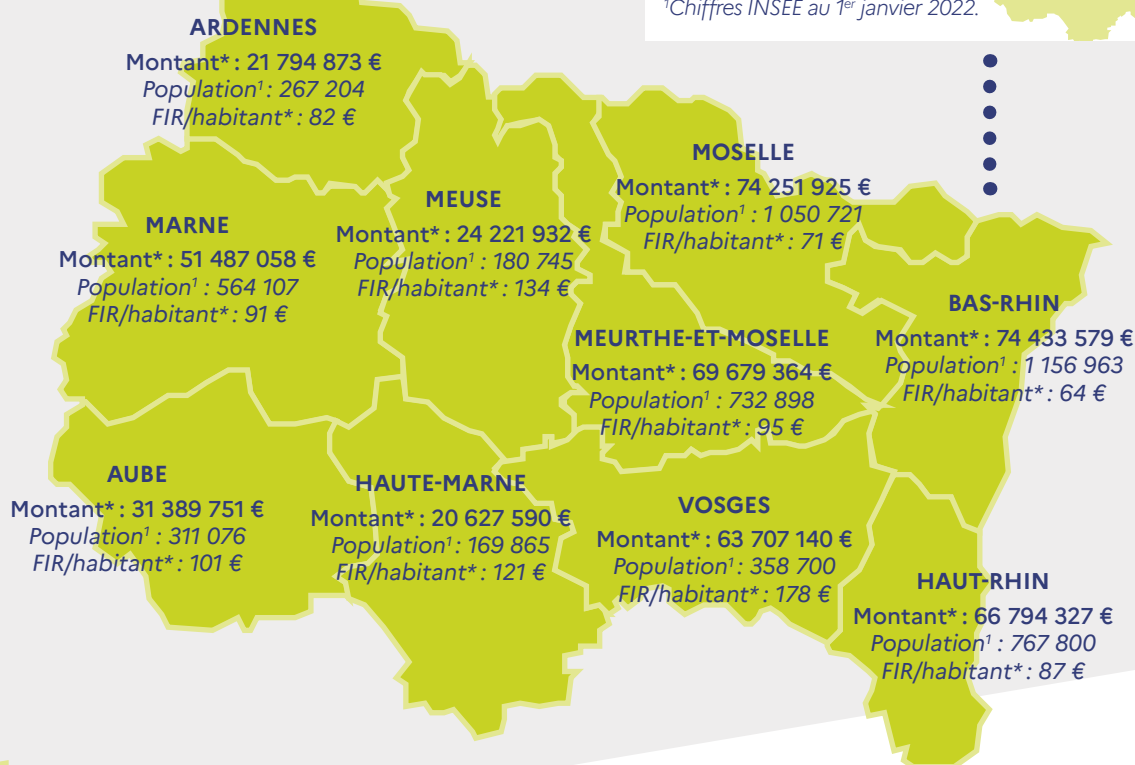 ¹Chiffres INSEE au 1er janvier 2022.
ARDENNES
Montant* : 21 794 873 €
Population¹ : 267 204
FIR/habitant* : 82 €
MOSELLE
Montant* : 74 251 925 €
Population¹ : 1 050 721
FIR/habitant* : 71 €
MEUSE
Montant* : 24 221 932 €
Population¹ : 180 745
FIR/habitant* : 134 €
MARNE
Montant* : 51 487 058 €
Population¹ : 564 107
FIR/habitant* : 91 €
BAS-RHIN
Montant* : 74 433 579 €
Population¹ : 1 156 963
FIR/habitant* : 64 €
MEURTHE-ET-MOSELLE
Montant* : 69 679 364 €
Population¹ : 732 898
FIR/habitant* : 95 €
AUBE
Montant* : 31 389 751 €
Population¹ : 311 076
FIR/habitant* : 101 €
HAUTE-MARNE
Montant* : 20 627 590 €
Population¹ : 169 865
FIR/habitant* : 121 €
VOSGES
Montant* : 63 707 140 €
Population¹ : 358 700
FIR/habitant* : 178 €
HAUT-RHIN
Montant* : 66 794 327 €
Population¹ : 767 800
FIR/habitant* : 87 €